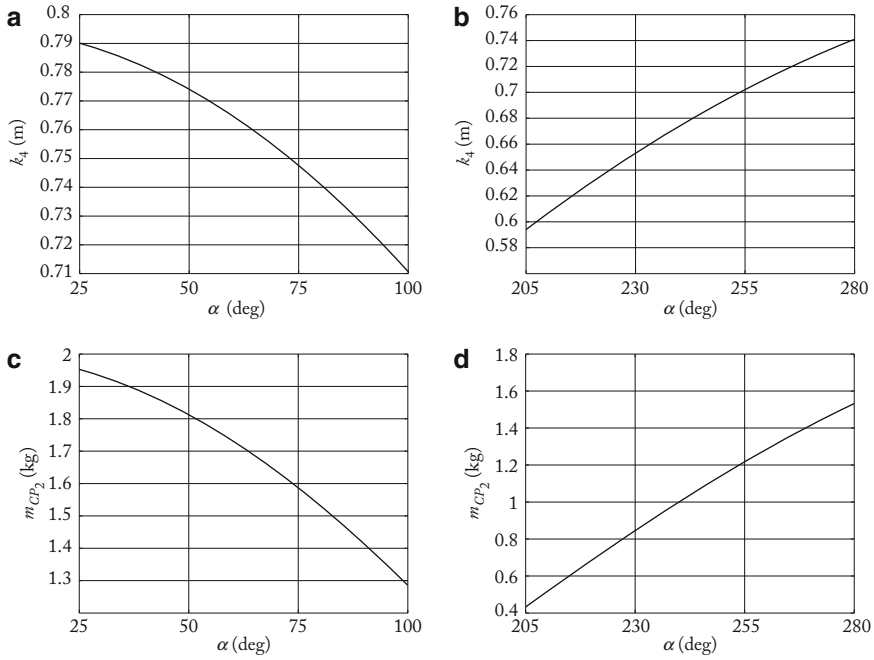 a
0.8
0.79
0.78
0.77
0.76
0.75
0.74
0.73
0.72
0.71
k4 (m)
25 50 75 100
α (deg)
b
0.76
0.74
0.72
0.7
0.68
0.66
0.64
0.62
0.6
0.58
k4 (m)
205 230 255 280
α (deg)
c
2
1.9
1.8
1.7
1.6
1.5
1.4
1.3
mCP2 (kg)
25 50 75 100
α (deg)
d
1.8
1.6
1.4
1.2
1
0.8
0.6
0.4
mCP2 (kg)
205 230 255 280
α (deg)